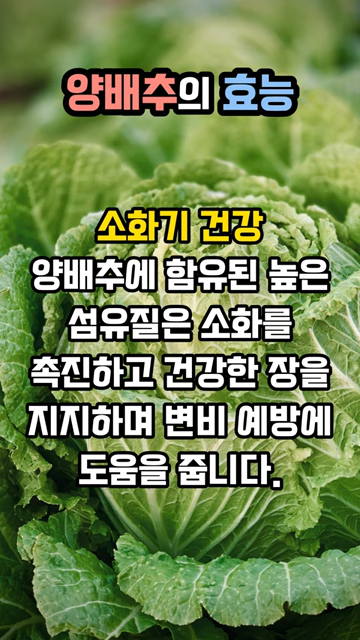 양배추의 효능
소화기 건강
양배추에 함유된 높은
섬유질은 소화를
촉진하고 건강한 장을
지지하며 변비 예방에
도움을 줍니다.